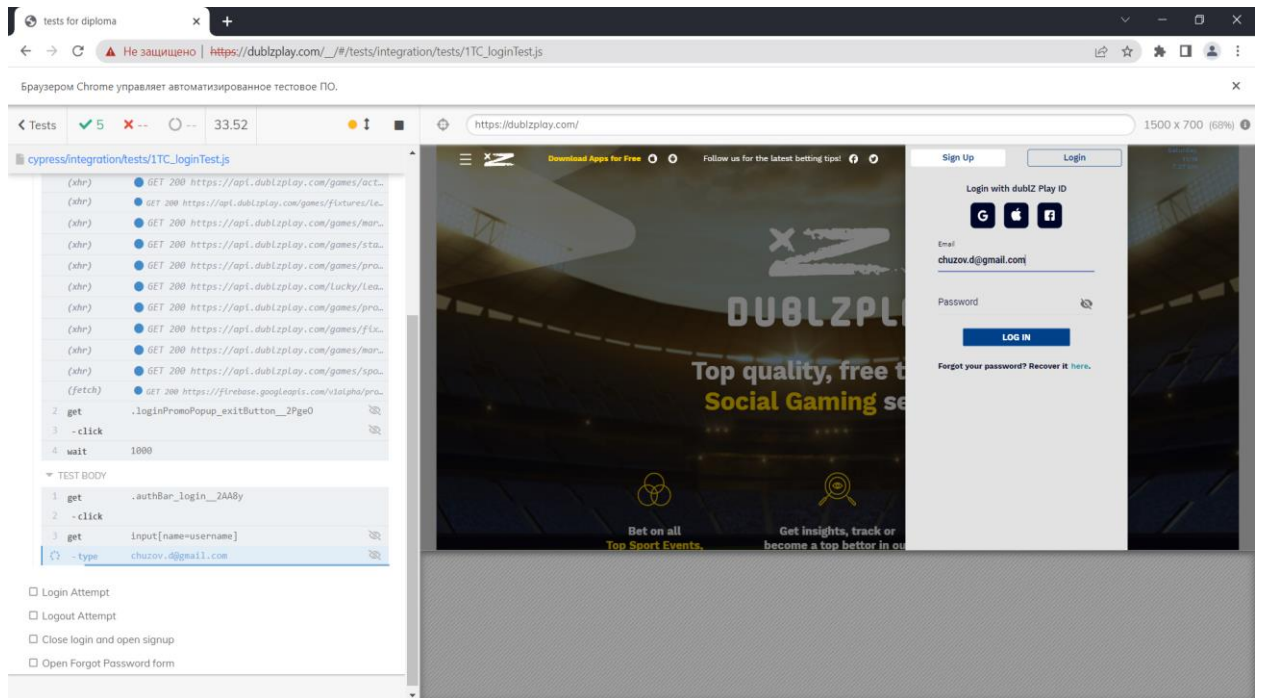 tests for diploma
Не защищено | https://dublzplay.com/__/#/tests/integration/tests/1TC_loginTest.js
Браузером Chrome управляет автоматизированное тестовое ПО.
Tests 5 -- -- 33.52
https://dublzplay.com/
1500 x 700 (68%)
cypress/integration/tests/1TC_loginTest.js
(xhr) GET 200 https://api.dublzplay.com/games/act…
(xhr) GET 200 https://api.dublzplay.com/games/fixtures/le…
(xhr) GET 200 https://api.dublzplay.com/games/mar…
(xhr) GET 200 https://api.dublzplay.com/games/sta…
(xhr) GET 200 https://api.dublzplay.com/games/pro…
(xhr) GET 200 https://api.dublzplay.com/lucky/lea…
(xhr) GET 200 https://api.dublzplay.com/games/pro…
(xhr) GET 200 https://api.dublzplay.com/games/fix…
(xhr) GET 200 https://api.dublzplay.com/games/mar…
(xhr) GET 200 https://api.dublzplay.com/games/spo…
(fetch) GET 200 https://firebase.googleapis.com/v1alpha/pro…
2 get .loginPromoPopup_exitButton__2PgeO
3 -click
4 wait 1000
TEST BODY
1 get .authBar_login__2AA8y
2 -click
3 get input[name=username]
-type chuzov.d@gmail.com
Login Attempt
Logout Attempt
Close login and open signup
Open Forgot Password form
Download Apps for Free
Follow us for the latest betting tips!
xZ
DUBLZPL
Top quality, free t
Social Gaming se
Bet on all
Top Sport Events,
Get insights, track or
become a top bettor in ou
Sign Up
Login
Login with dublZ Play ID
G
Email
chuzov.d@gmail.com
Password
LOG IN
Forgot your password? Recover it here.